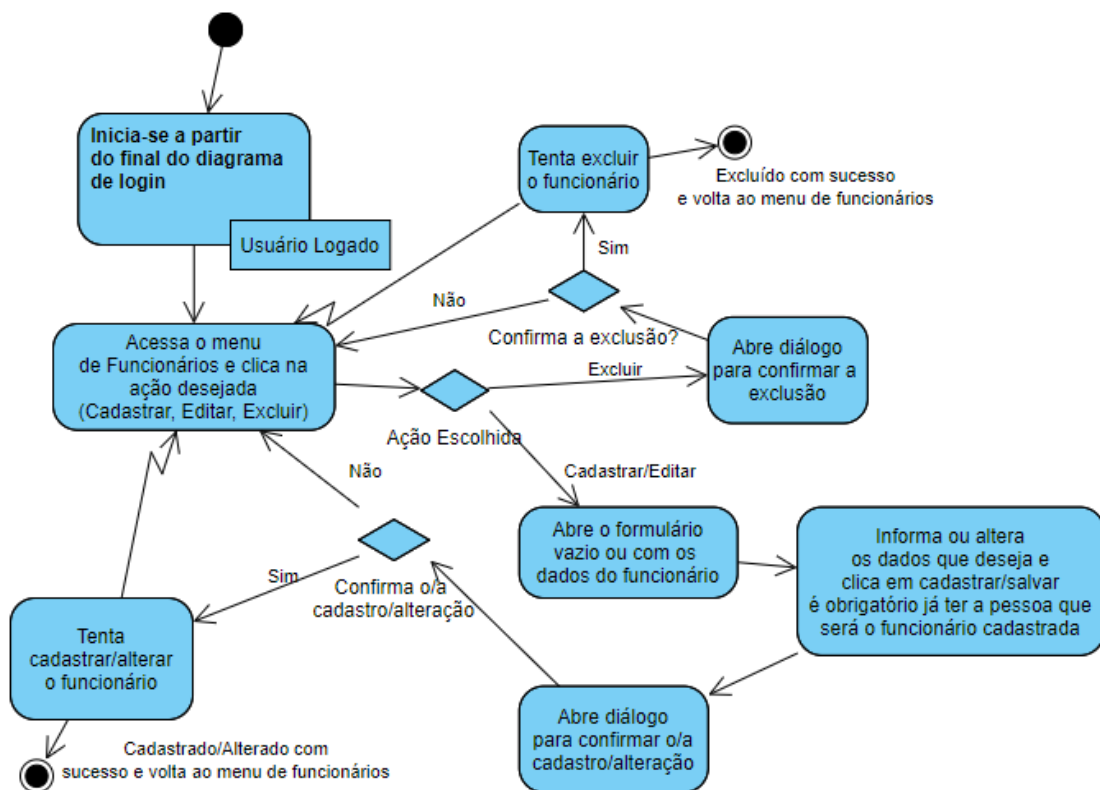 Inicia-se a partir
do final do diagrama
de login
Usuário Logado
Tenta excluir
o funcionário
Excluído com sucesso
e volta ao menu de funcionários
Sim
Não
Confirma a exclusão?
Abre diálogo
para confirmar a
exclusão
Acessa o menu
de Funcionários e clica na
ação desejada
(Cadastrar, Editar, Excluir)
Excluir
Ação Escolhida
Cadastrar/Editar
Não
Abre o formulário
vazio ou com os
dados do funcionário
Informa ou altera
os dados que deseja e
clica em cadastrar/salvar
é obrigatório já ter a pessoa que
será o funcionário cadastrada
Sim
Confirma o/a
cadastro/alteração
Tenta
cadastrar/alterar
o funcionário
Abre diálogo
para confirmar o/a
cadastro/alteração
Cadastrado/Alterado com
sucesso e volta ao menu de funcionários